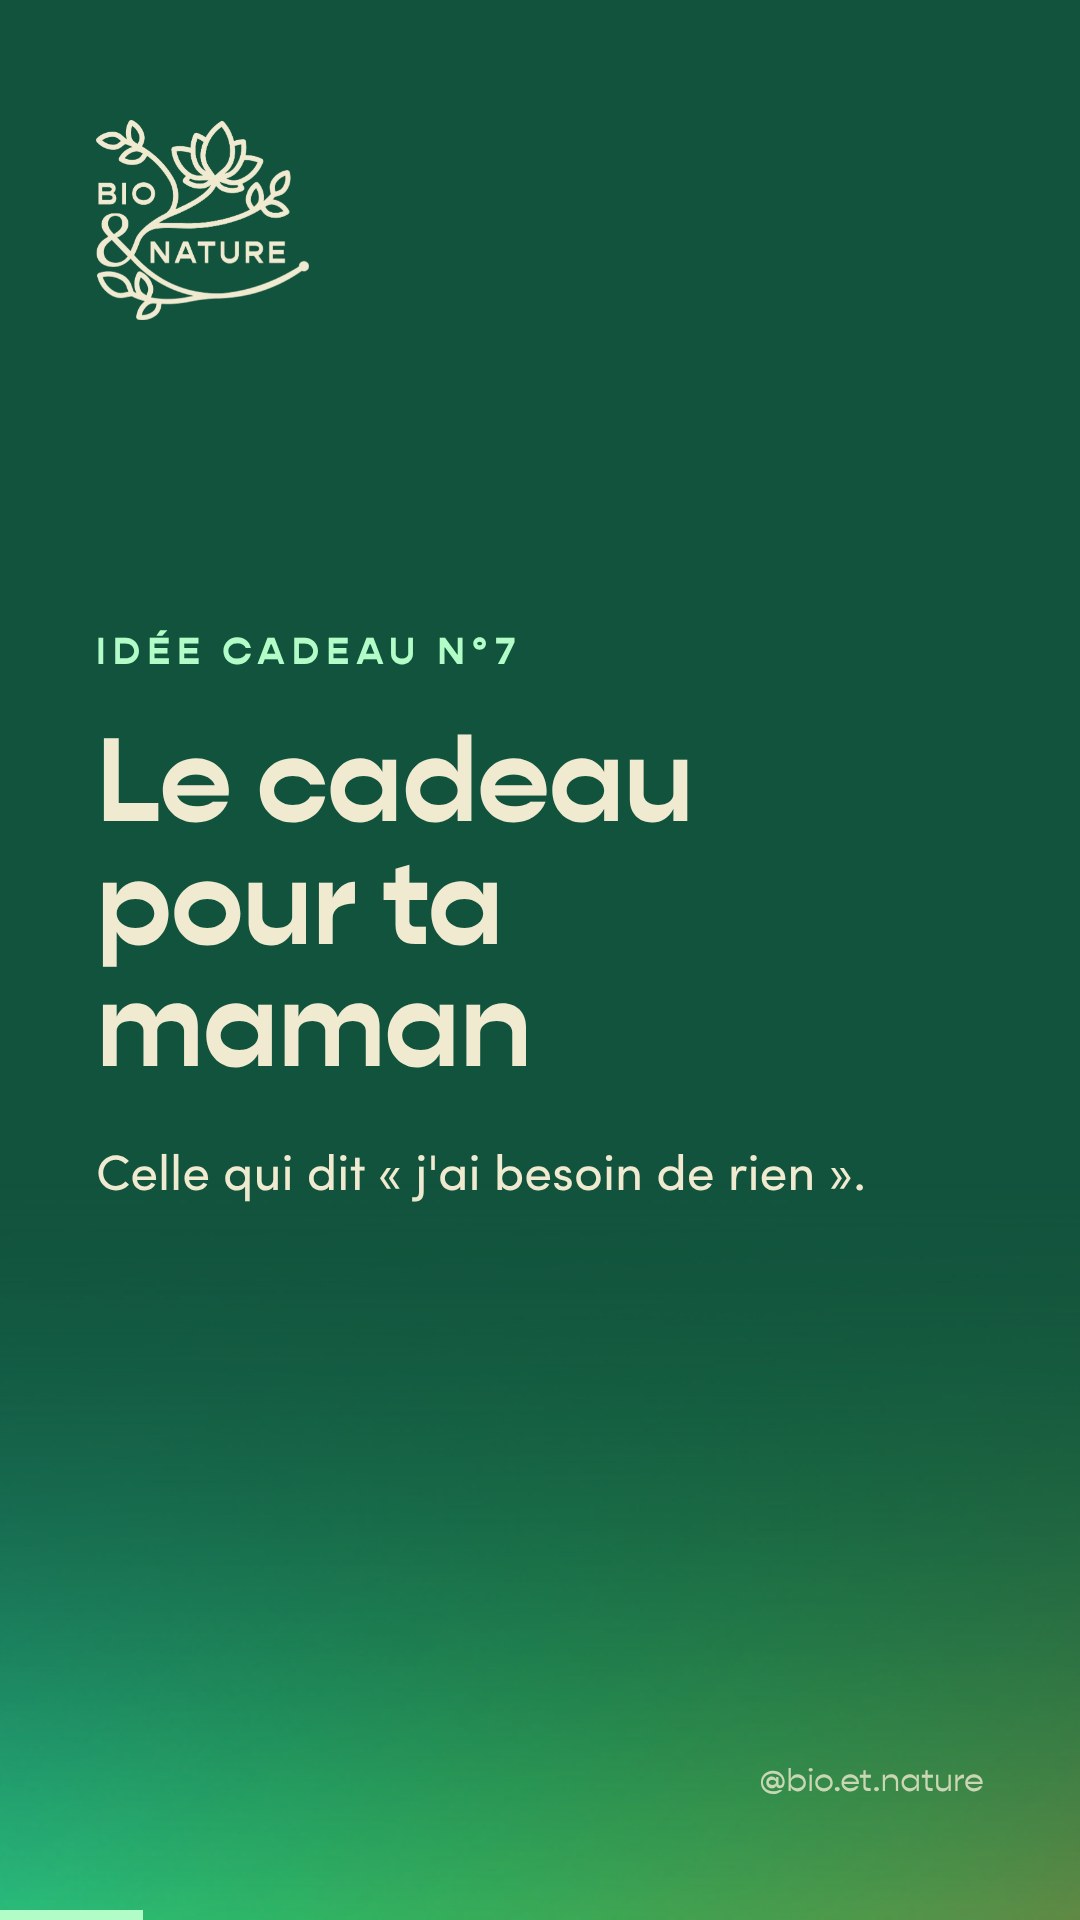 BIO
& NATURE
IDÉE CADEAU N°7
Le cadeau
pour ta
maman
Celle qui dit « j'ai besoin de rien ».
@bio.et.nature